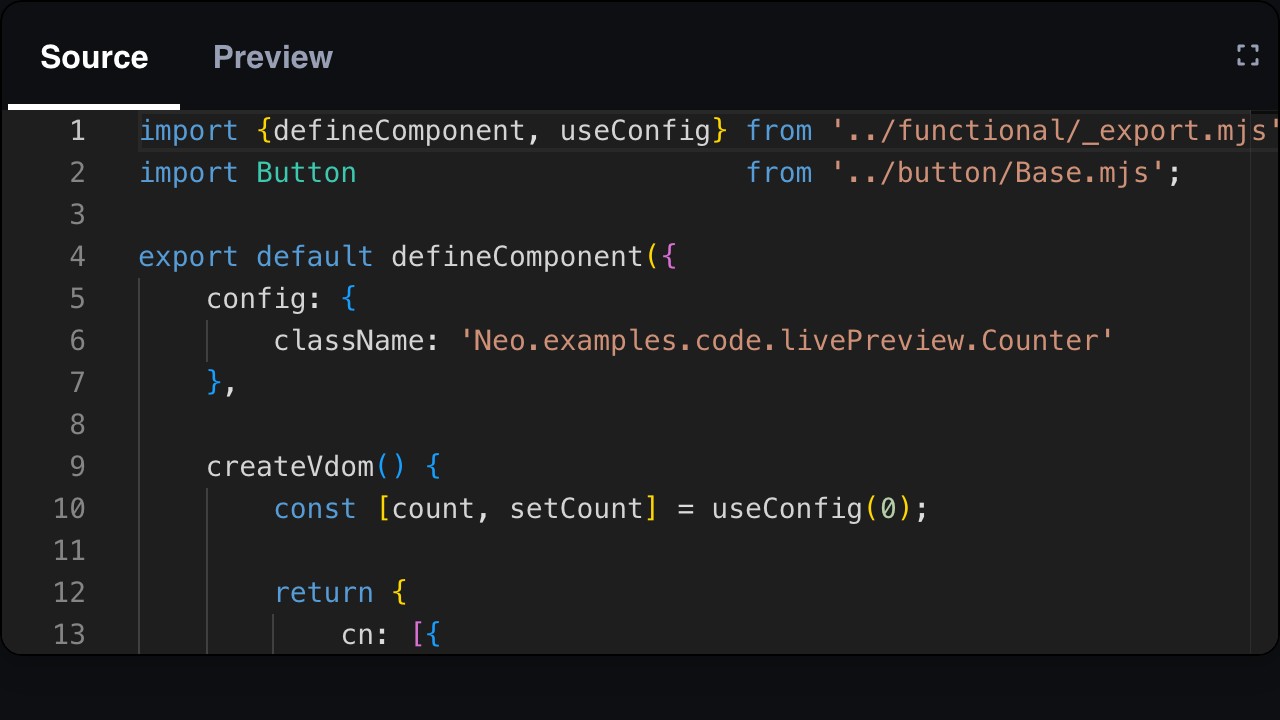 Source Preview
1 import {defineComponent, useConfig} from '../functional/_export.mjs'
2 import Button                       from '../button/Base.mjs';
3
4 export default defineComponent({
5     config: {
6         className: 'Neo.examples.code.livePreview.Counter'
7     },
8
9     createVdom() {
10         const [count, setCount] = useConfig(0);
11
12         return {
13             cn: [{